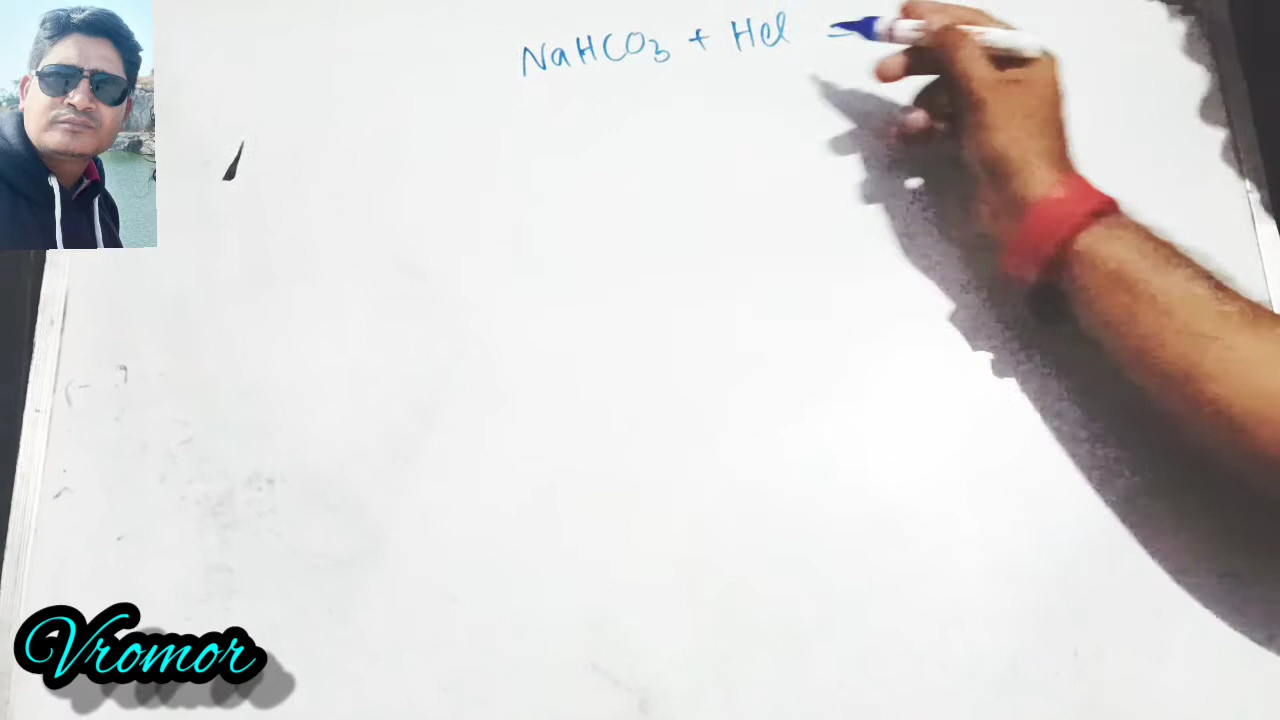 NaHCO3 + HCl =
Vromor